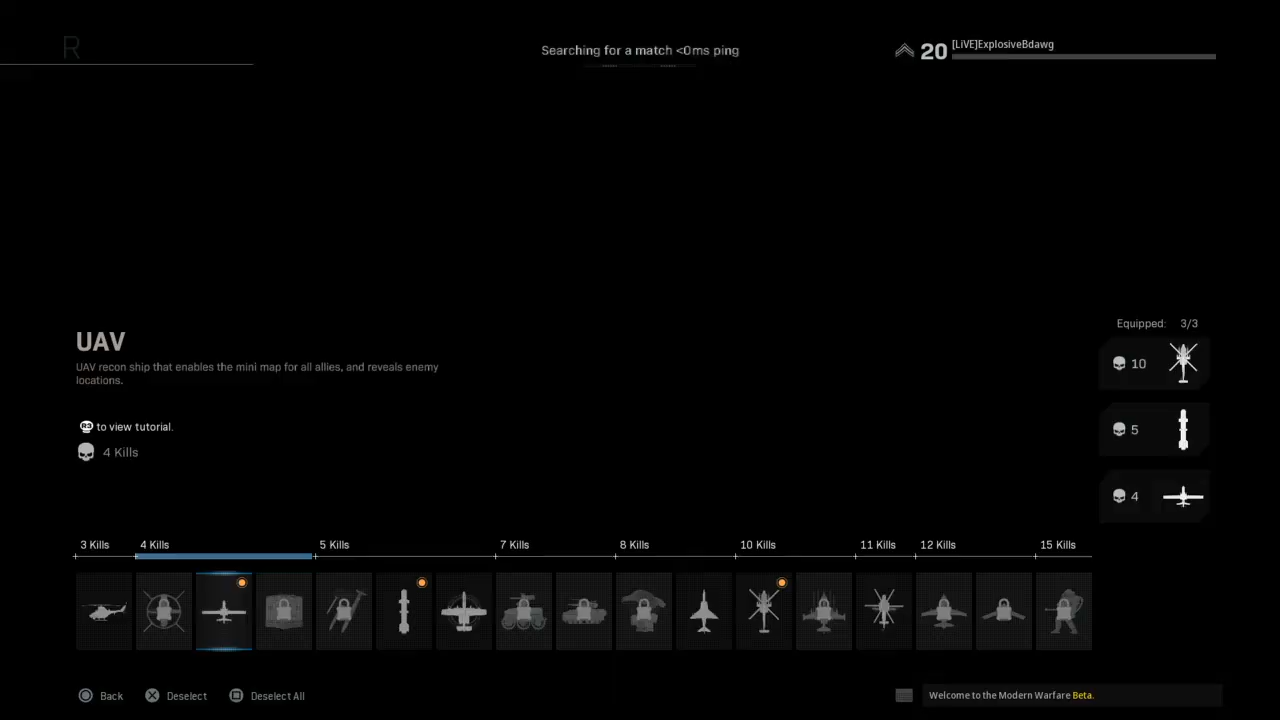 R
Searching for a match <0ms ping
20 [LiVE]ExplosiveBdawg
UAV
UAV recon ship that enables the mini map for all allies, and reveals enemy
locations.
R3 to view tutorial.
4 Kills
Equipped: 3/3
10
5
4
3 Kills 4 Kills 5 Kills 7 Kills 8 Kills 10 Kills 11 Kills 12 Kills 15 Kills
Back Deselect Deselect All
Welcome to the Modern Warfare Beta.